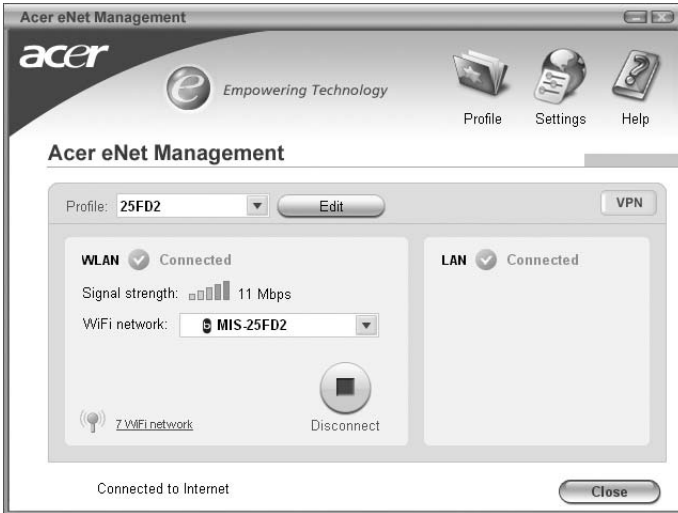 Acer eNet Management
acer
e Empowering Technology
Profile Settings Help
Acer eNet Management
Profile: 25FD2 Edit VPN
WLAN Connected
Signal strength: 11 Mbps
WiFi network: b MIS-25FD2
7 WiFi network
Disconnect
LAN Connected
Connected to Internet
Close